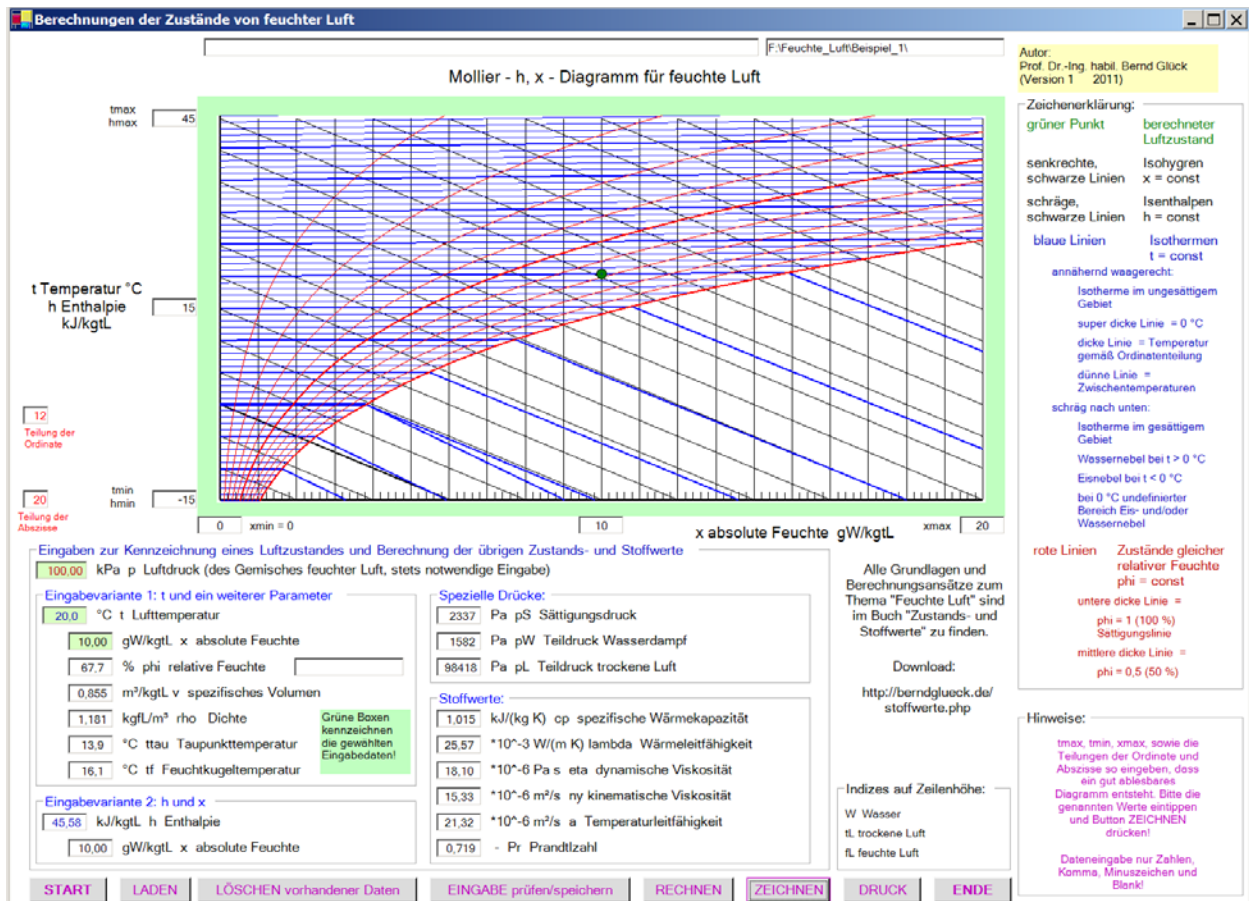 Berechnungen der Zustände von feuchter Luft
F:\Feuchte_Luft\Beispiel_1\
Mollier - h, x - Diagramm für feuchte Luft
tmax
hmax
45
t Temperatur °C
h Enthalpie
kJ/kgtL
15
12
Teilung der
Ordinate
tmin
hmin
-15
20
Teilung der
Abszisse
0 xmin = 0
10
x absolute Feuchte gW/kgtL
xmax 20
Autor:
Prof. Dr.-Ing. habil. Bernd Glück
(Version 1 2011)
Zeichenerklärung:
grüner Punkt berechneter
Luftzustand
senkrechte, Isohygren
schwarze Linien x = const
schräge, Isenthalpen
schwarze Linien h = const
blaue Linien Isothermen
t = const
annähernd waagerecht:
Isotherme im ungesättigem
Gebiet
super dicke Linie = 0 °C
dicke Linie = Temperatur
gemäß Ordinatenteilung
dünne Linie =
Zwischentemperaturen
schräg nach unten:
Isotherme im gesättigem
Gebiet
Wassernebel bei t > 0 °C
Eisnebel bei t < 0 °C
bei 0 °C undefinierter
Bereich Eis- und/oder
Wassernebel
rote Linien Zustände gleicher
relativer Feuchte
phi = const
untere dicke Linie =
phi = 1 (100 %)
Sättigungslinie
mittlere dicke Linie =
phi = 0,5 (50 %)
Eingaben zur Kennzeichnung eines Luftzustandes und Berechnung der übrigen Zustands- und Stoffwerte
100,00 kPa p Luftdruck (des Gemisches feuchter Luft, stets notwendige Eingabe)
Eingabevariante 1: t und ein weiterer Parameter
20,0 °C t Lufttemperatur
10,00 gW/kgtL x absolute Feuchte
67,7 % phi relative Feuchte
0,855 m³/kgtL v spezifisches Volumen
1,181 kgfL/m³ rho Dichte
13,9 °C ttau Taupunkttemperatur
16,1 °C tf Feuchtkugeltemperatur
Grüne Boxen
kennzeichnen
die gewählten
Eingabedaten!
Eingabevariante 2: h und x
45,58 kJ/kgtL h Enthalpie
10,00 gW/kgtL x absolute Feuchte
Spezielle Drücke:
2337 Pa pS Sättigungsdruck
1582 Pa pW Teildruck Wasserdampf
98418 Pa pL Teildruck trockene Luft
Stoffwerte:
1,015 kJ/(kg K) cp spezifische Wärmekapazität
25,57 *10^-3 W/(m K) lambda Wärmeleitfähigkeit
18,10 *10^-6 Pa s eta dynamische Viskosität
15,33 *10^-6 m²/s ny kinematische Viskosität
21,32 *10^-6 m²/s a Temperaturleitfähigkeit
0,719 - Pr Prandtlzahl
Alle Grundlagen und
Berechnungsansätze zum
Thema "Feuchte Luft" sind
im Buch "Zustands- und
Stoffwerte" zu finden.
Download:
http://berndglueck.de/
stoffwerte.php
Indizes auf Zeilenhöhe:
W Wasser
tL trockene Luft
fL feuchte Luft
Hinweise:
tmax, tmin, xmax, sowie die
Teilungen der Ordinate und
Abszisse so eingeben, dass
ein gut ablesbares
Diagramm entsteht. Bitte die
genannten Werte eintippen
und Button ZEICHNEN
drücken!
Dateneingabe nur Zahlen,
Komma, Minuszeichen und
Blank!
START LADEN LÖSCHEN vorhandener Daten EINGABE prüfen/speichern RECHNEN ZEICHNEN DRUCK ENDE